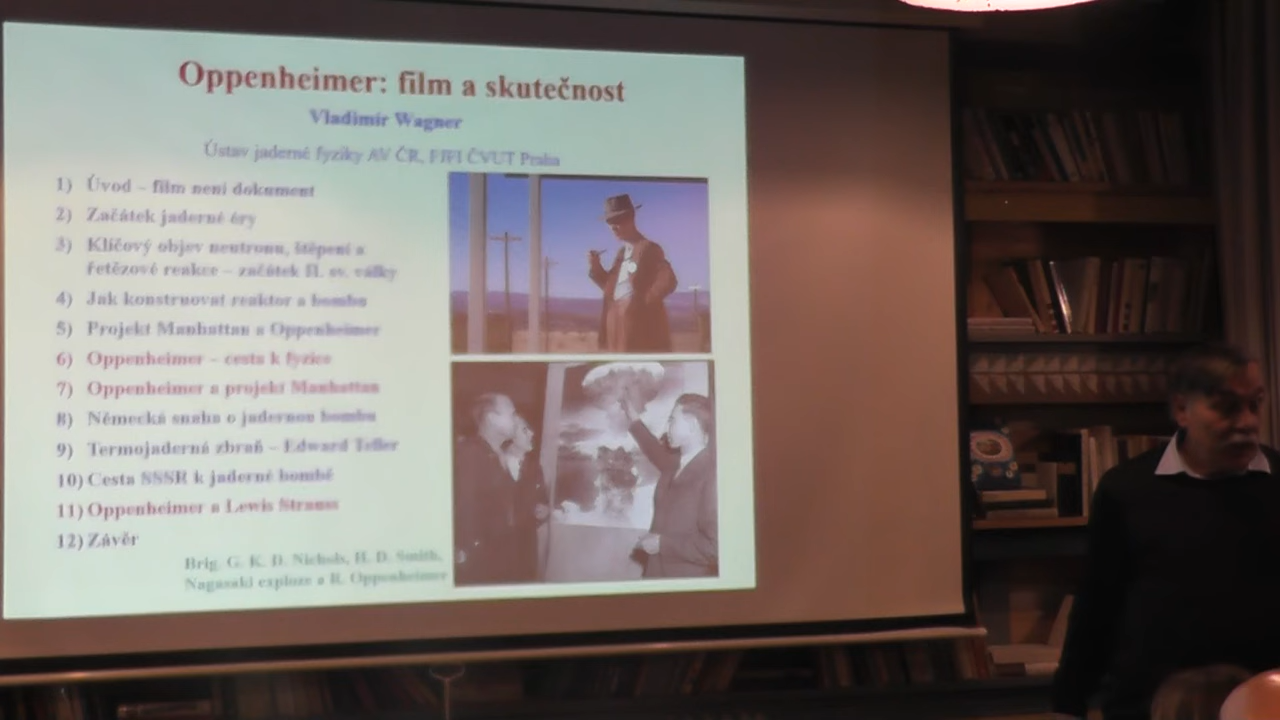 Oppenheimer: film a skutečnost
Vladimír Wagner
Ústav jaderné fyziky AV ČR, FJFI ČVUT Praha
1) Úvod – film není dokument
2) Začátek jaderné éry
3) Klíčový objev neutronu, štěpení a
řetězové reakce – začátek II. sv. války
4) Jak konstruovat reaktor a bombu
5) Projekt Manhattan a Oppenheimer
6) Oppenheimer – cesta k fyzice
7) Oppenheimer a projekt Manhattan
8) Německá snaha o jadernou bombu
9) Termojaderná zbraň – Edward Teller
10) Cesta SSSR k jaderné bombě
11) Oppenheimer a Lewis Strauss
12) Závěr
Brig. G. K. D. Nichols, H. D. Smith,
Nagasaki exploze a R. Oppenheimer